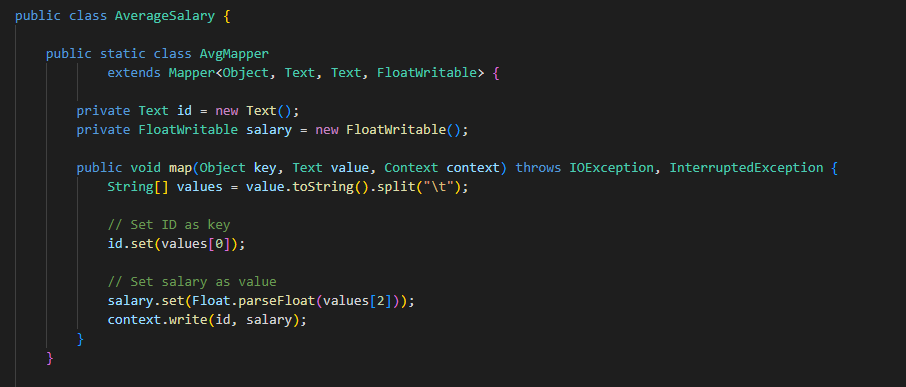 public class AverageSalary {
public static class AvgMapper
extends Mapper<Object, Text, Text, FloatWritable> {
private Text id = new Text();
private FloatWritable salary = new FloatWritable();
public void map(Object key, Text value, Context context) throws IOException, InterruptedException {
String[] values = value.toString().split("\t");
// Set ID as key
id.set(values[0]);
// Set salary as value
salary.set(Float.parseFloat(values[2]));
context.write(id, salary);
}
}